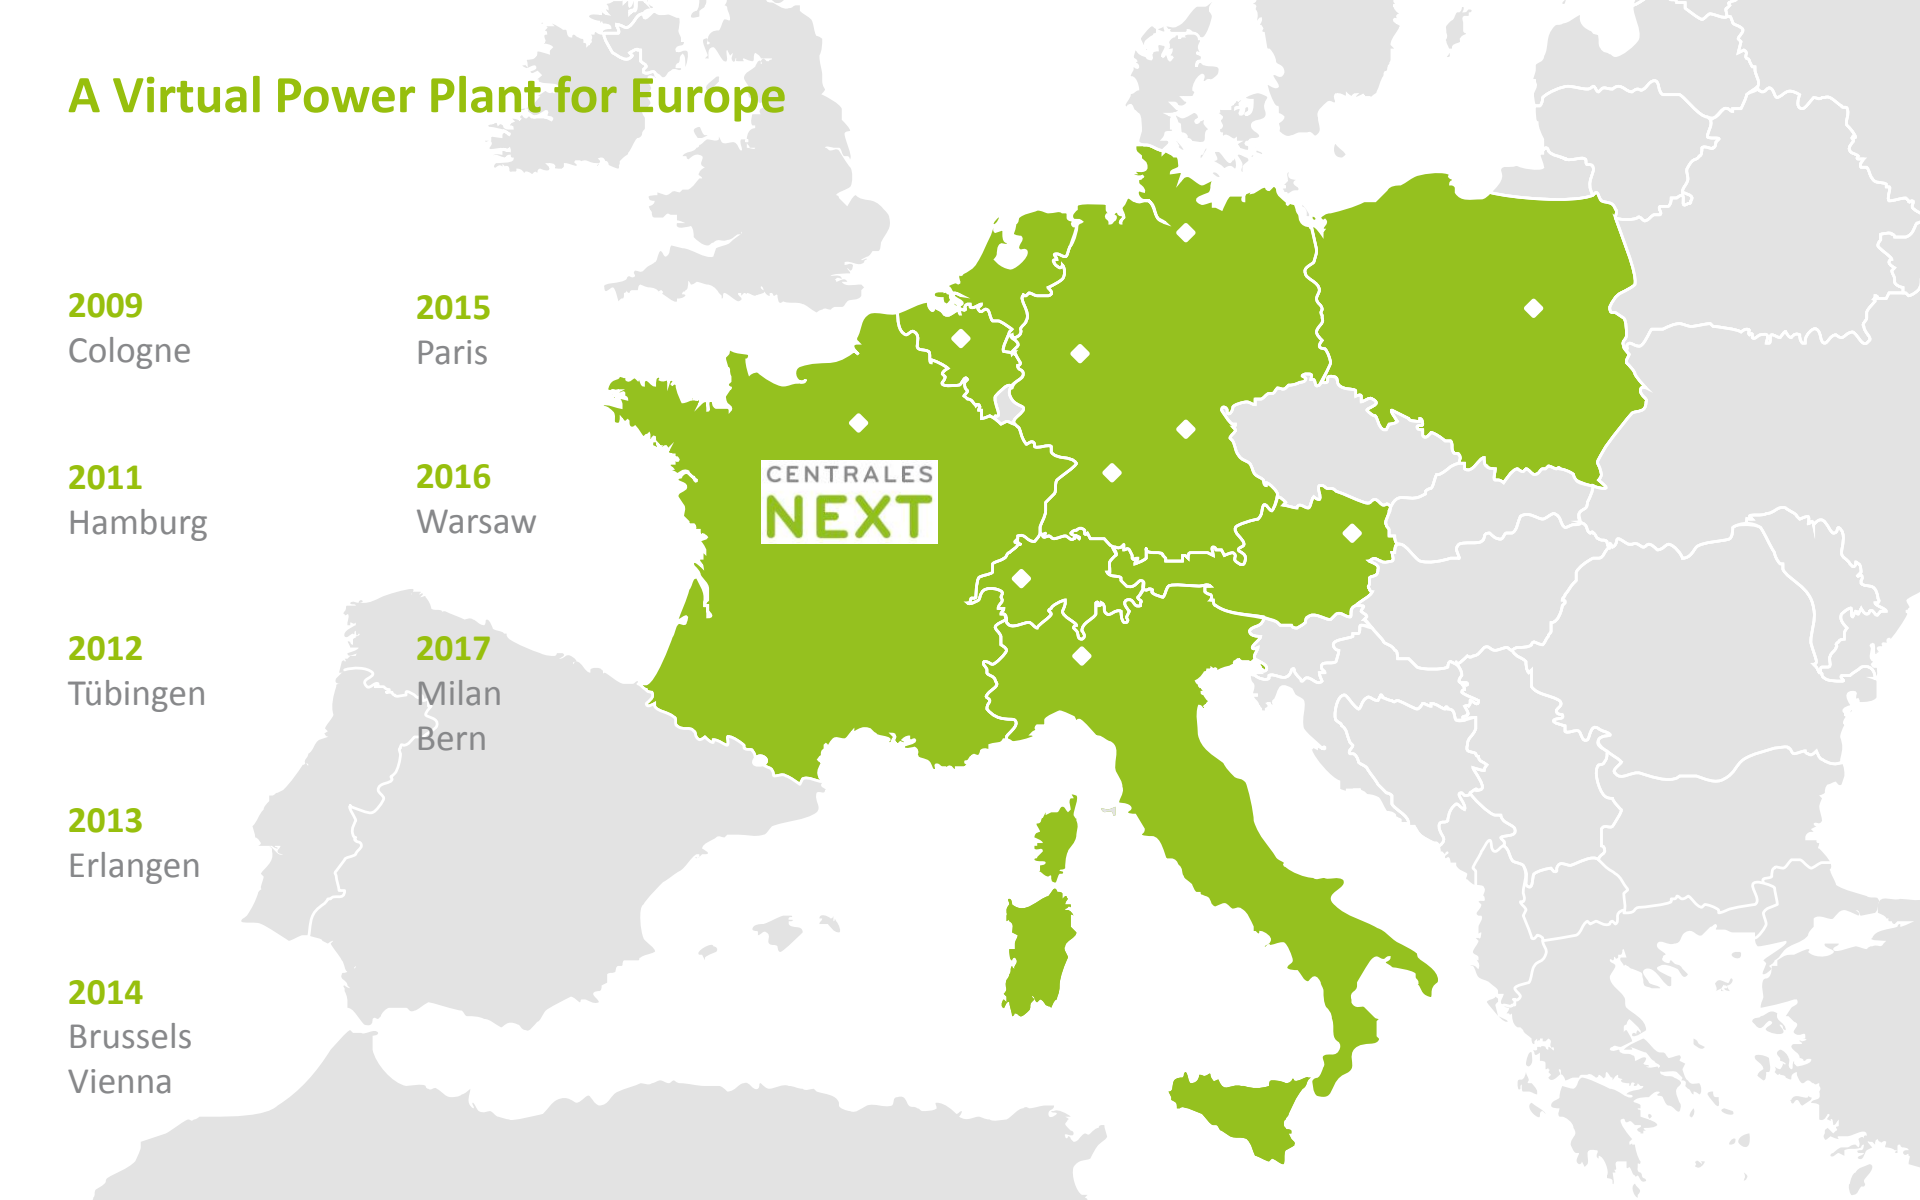 A Virtual Power Plant for Europe
2009
Cologne
2011
Hamburg
2012
Tübingen
2013
Erlangen
2014
Brussels
Vienna
2015
Paris
2016
Warsaw
2017
Milan
Bern
CENTRALES
NEXT